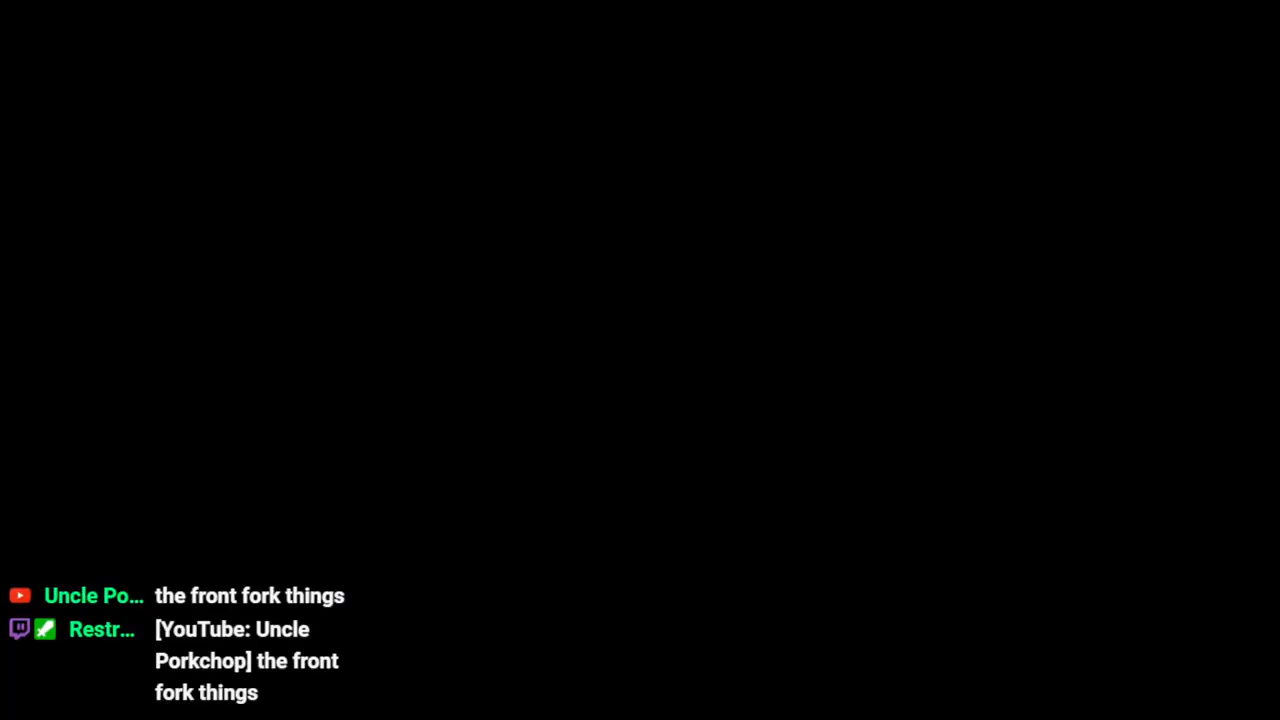 Uncle Po... the front fork things
Restr... [YouTube: Uncle
Porkchop] the front
fork things